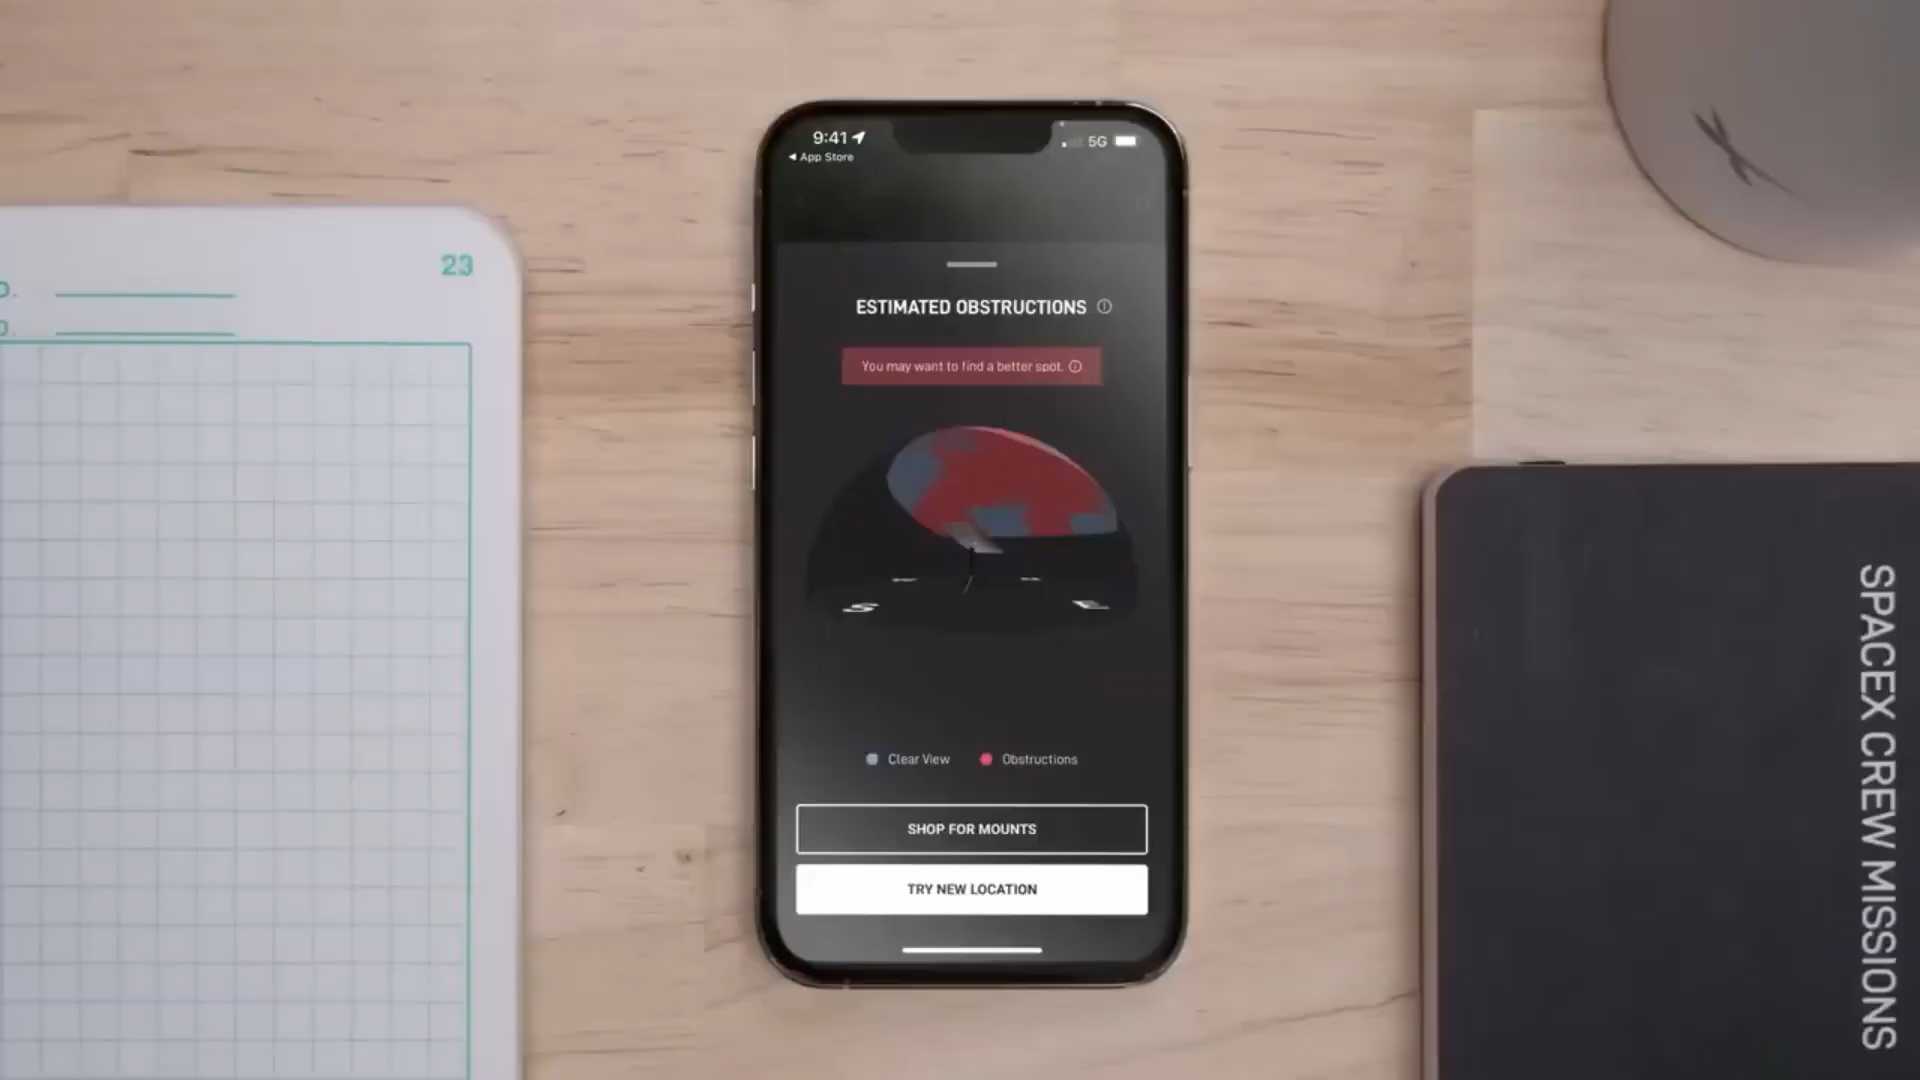 23
9:41
5G
◄ App Store
ESTIMATED OBSTRUCTIONS
You may want to find a better spot.
Clear View
Obstructions
SHOP FOR MOUNTS
TRY NEW LOCATION
SPACEX CREW MISSIONS